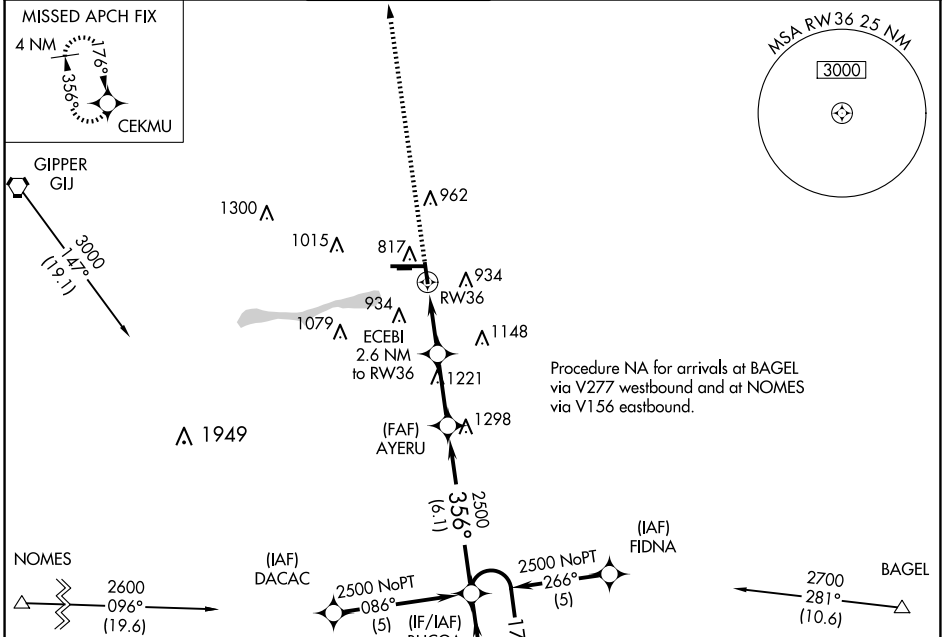 MISSED APCH FIX
4 NM
176°
356°
CEKMU
MSA RW36 25 NM
3000
GIPPER
GIJ
3000
147°
(19.1)
1300
962
1015
817
934
RW36
934
1079
ECEBI
2.6 NM
to RW36
1148
1221
Procedure NA for arrivals at BAGEL
via V277 westbound and at NOMES
via V156 eastbound.
1949
(FAF)
AYERU
1298
2500
356°
(6.1)
NOMES
2600
096°
(19.6)
(IAF)
DACAC
2500 NoPT
086°
(5)
(IF/IAF)
2500 NoPT
266°
(5)
(IAF)
FIDNA
2700
281°
(10.6)
BAGEL
17